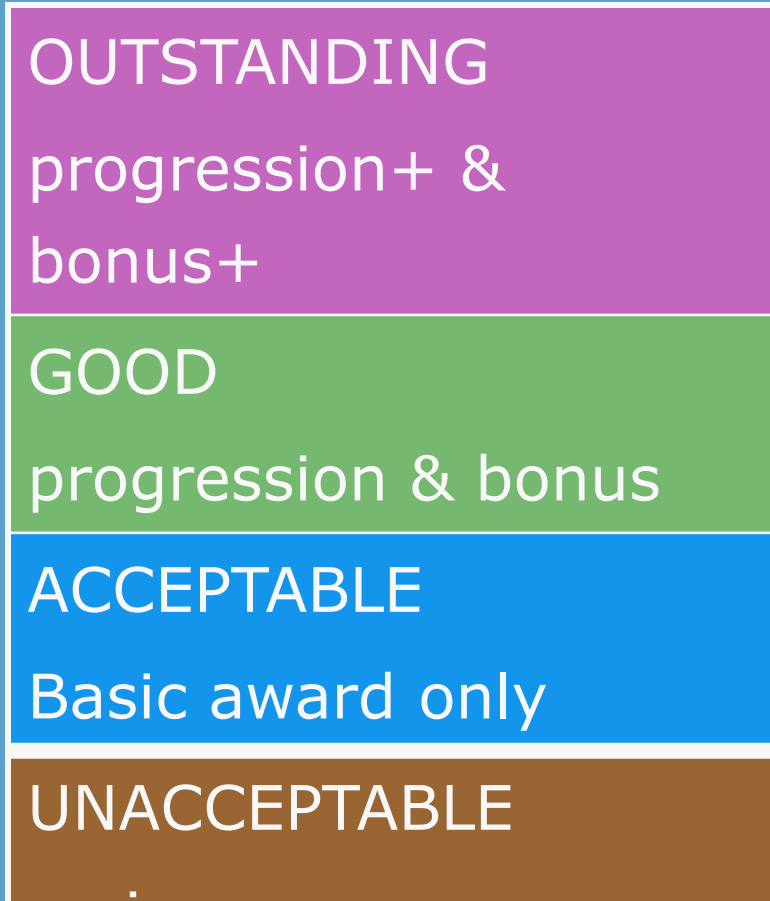 OUTSTANDING
progression+ &
bonus+
GOOD
progression & bonus
ACCEPTABLE
Basic award only
UNACCEPTABLE